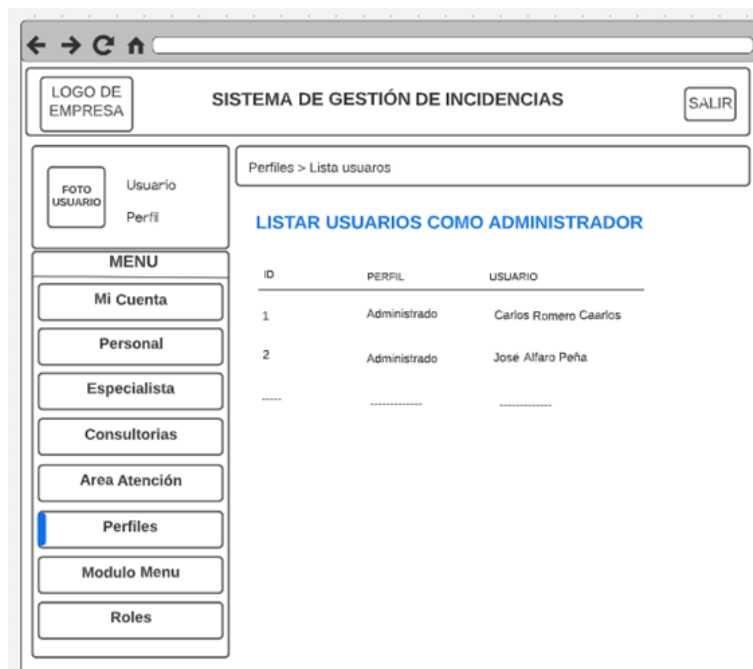 LOGO DE
EMPRESA
SISTEMA DE GESTIÓN DE INCIDENCIAS
SALIR
FOTO
USUARIO
Usuario
Perfil
Perfiles > Lista usuaros
LISTAR USUARIOS COMO ADMINISTRADOR
MENU
Mi Cuenta
Personal
Especialista
Consultorias
Area Atención
Perfiles
Modulo Menu
Roles
ID PERFIL USUARIO
1 Administrado Carlos Romero Caarlos
2 Administrado José Alfaro Peña
----- ------------- -------------